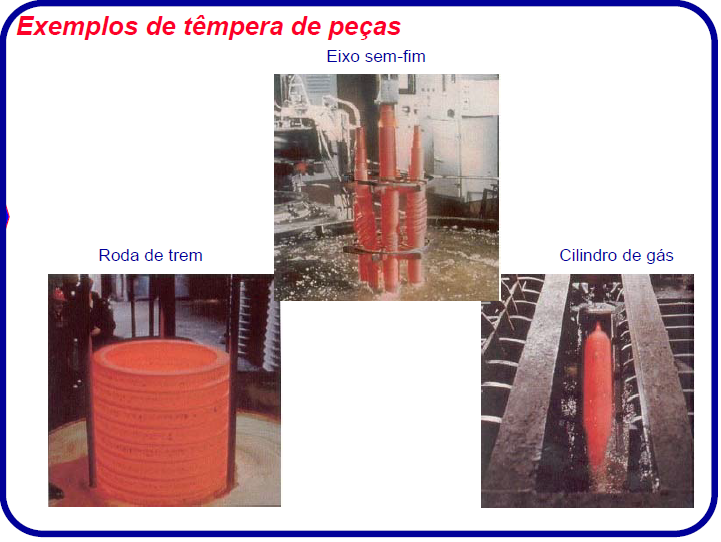 Exemplos de têmpera de peças
Eixo sem-fim
Roda de trem
Cilindro de gás